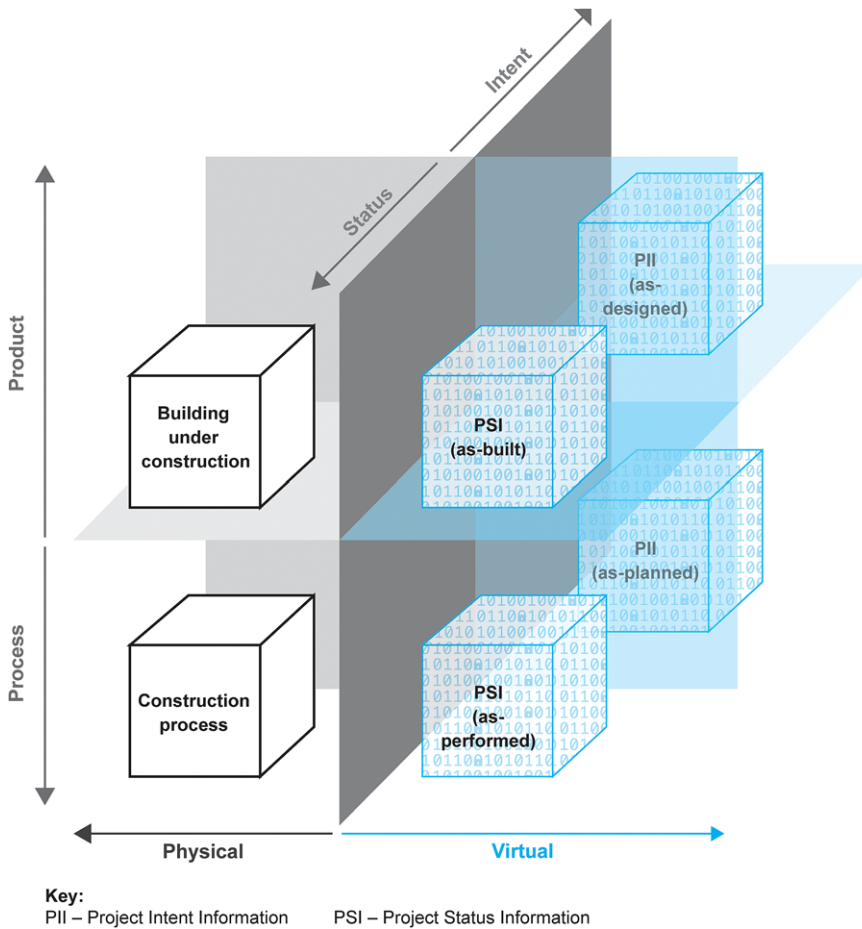 Intent
Status
Product
Process
PII
(as-
designed)
Building
under
construction
PSI
(as-built)
PII
(as-planned)
Construction
process
PSI
(as-
performed)
Physical
Virtual
Key:
PII – Project Intent Information PSI – Project Status Information